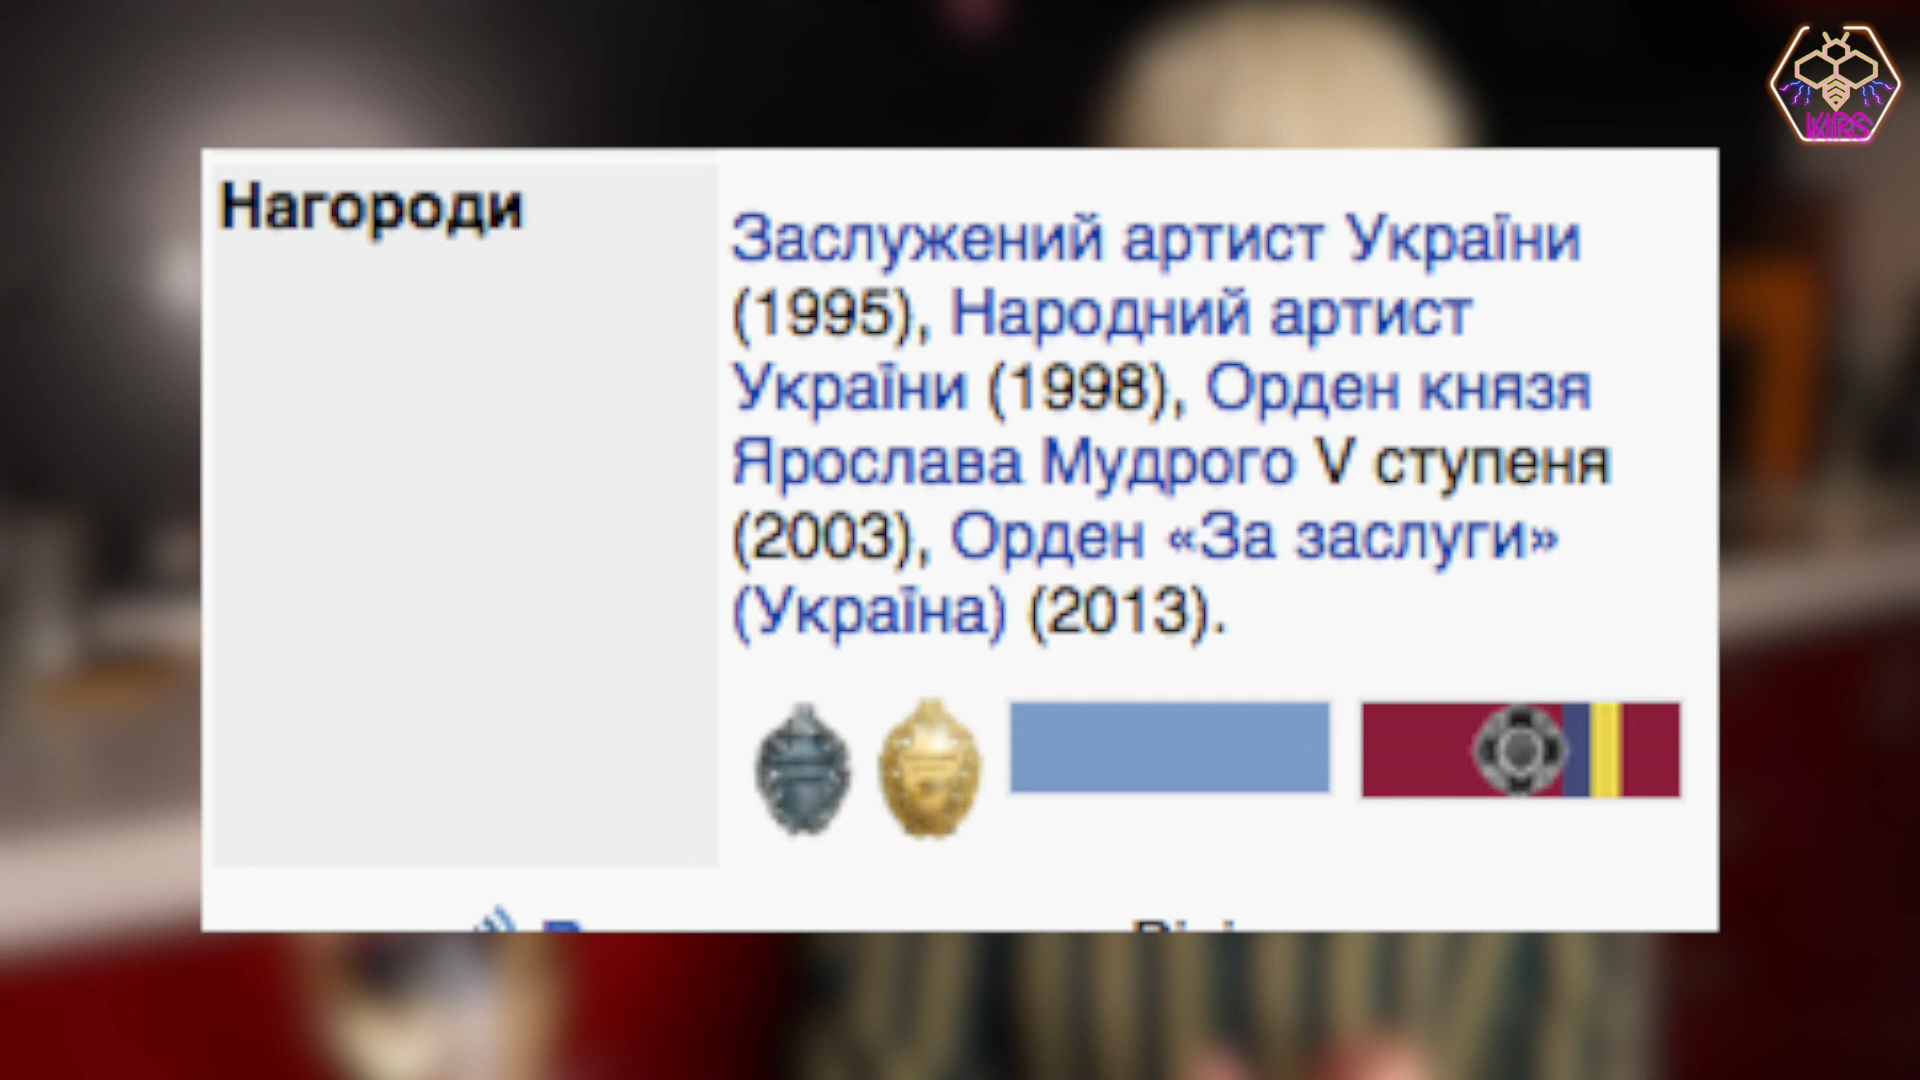 KIRS
Нагороди
Заслужений артист України
(1995), Народний артист
України (1998), Орден князя
Ярослава Мудрого V ступеня
(2003), Орден «За заслуги»
(Україна) (2013).